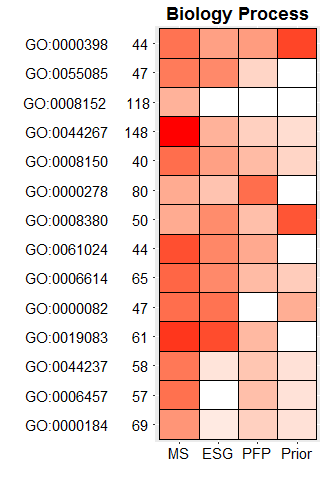 Biology Process
GO:0000398 44
GO:0055085 47
GO:0008152 118
GO:0044267 148
GO:0008150 40
GO:0000278 80
GO:0008380 50
GO:0061024 44
GO:0006614 65
GO:0000082 47
GO:0019083 61
GO:0044237 58
GO:0006457 57
GO:0000184 69
MS ESG PFP Prior